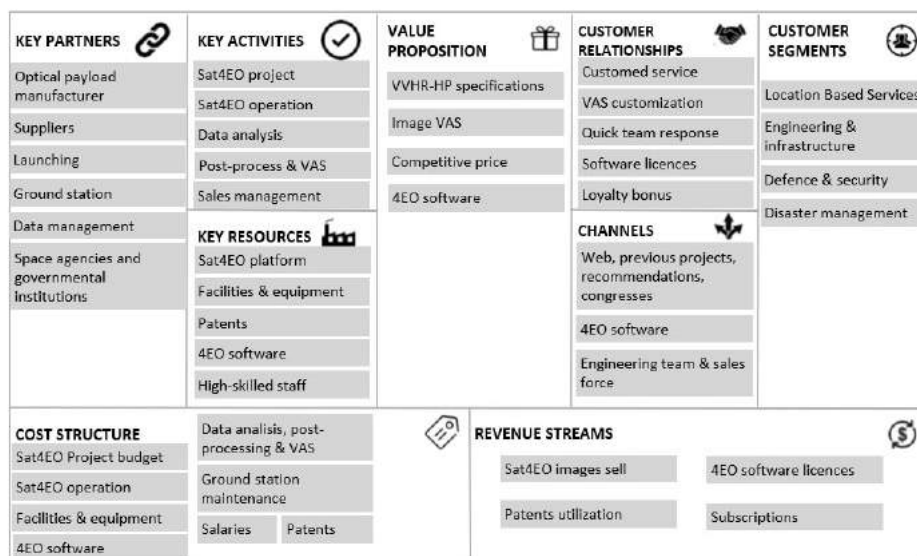 KEY PARTNERS
Optical payload
manufacturer
Suppliers
Launching
Ground station
Data management
Space agencies and
governmental
institutions
KEY ACTIVITIES
Sat4EO project
Sat4EO operation
Data analysis
Post-process & VAS
Sales management
KEY RESOURCES
Sat4EO platform
Facilities & equipment
Patents
4EO software
High-skilled staff
VALUE
PROPOSITION
VVHR-HP specifications
Image VAS
Competitive price
4EO software
CUSTOMER
RELATIONSHIPS
Customed service
VAS customization
Quick team response
Software licences
Loyalty bonus
CHANNELS
Web, previous projects,
recommendations,
congresses
4EO software
Engineering team & sales
force
CUSTOMER
SEGMENTS
Location Based Services
Engineering &
infrastructure
Defence & security
Disaster management
COST STRUCTURE
Sat4EO Project budget
Sat4EO operation
Facilities & equipment
4EO software
Data analisis, post-
processing & VAS
Ground station
maintenance
Salaries
Patents
REVENUE STREAMS
Sat4EO images sell
4EO software licences
Patents utilization
Subscriptions